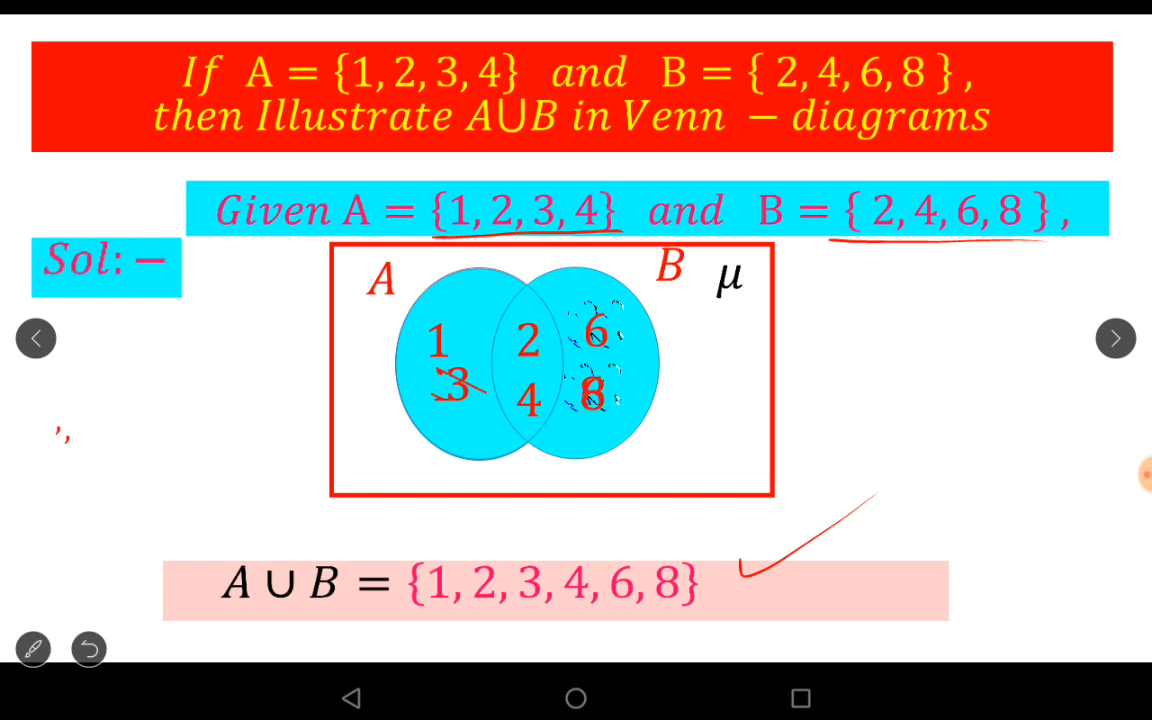 If A = {1, 2, 3, 4} and B = { 2, 4, 6, 8 } ,
then Illustrate A⋃B in Venn − diagrams
Given A = {1, 2, 3, 4} and B = { 2, 4, 6, 8 } ,
Sol: −
A B μ
1 2 6
3 4 8
’,
A ∪ B = {1, 2, 3, 4, 6, 8}